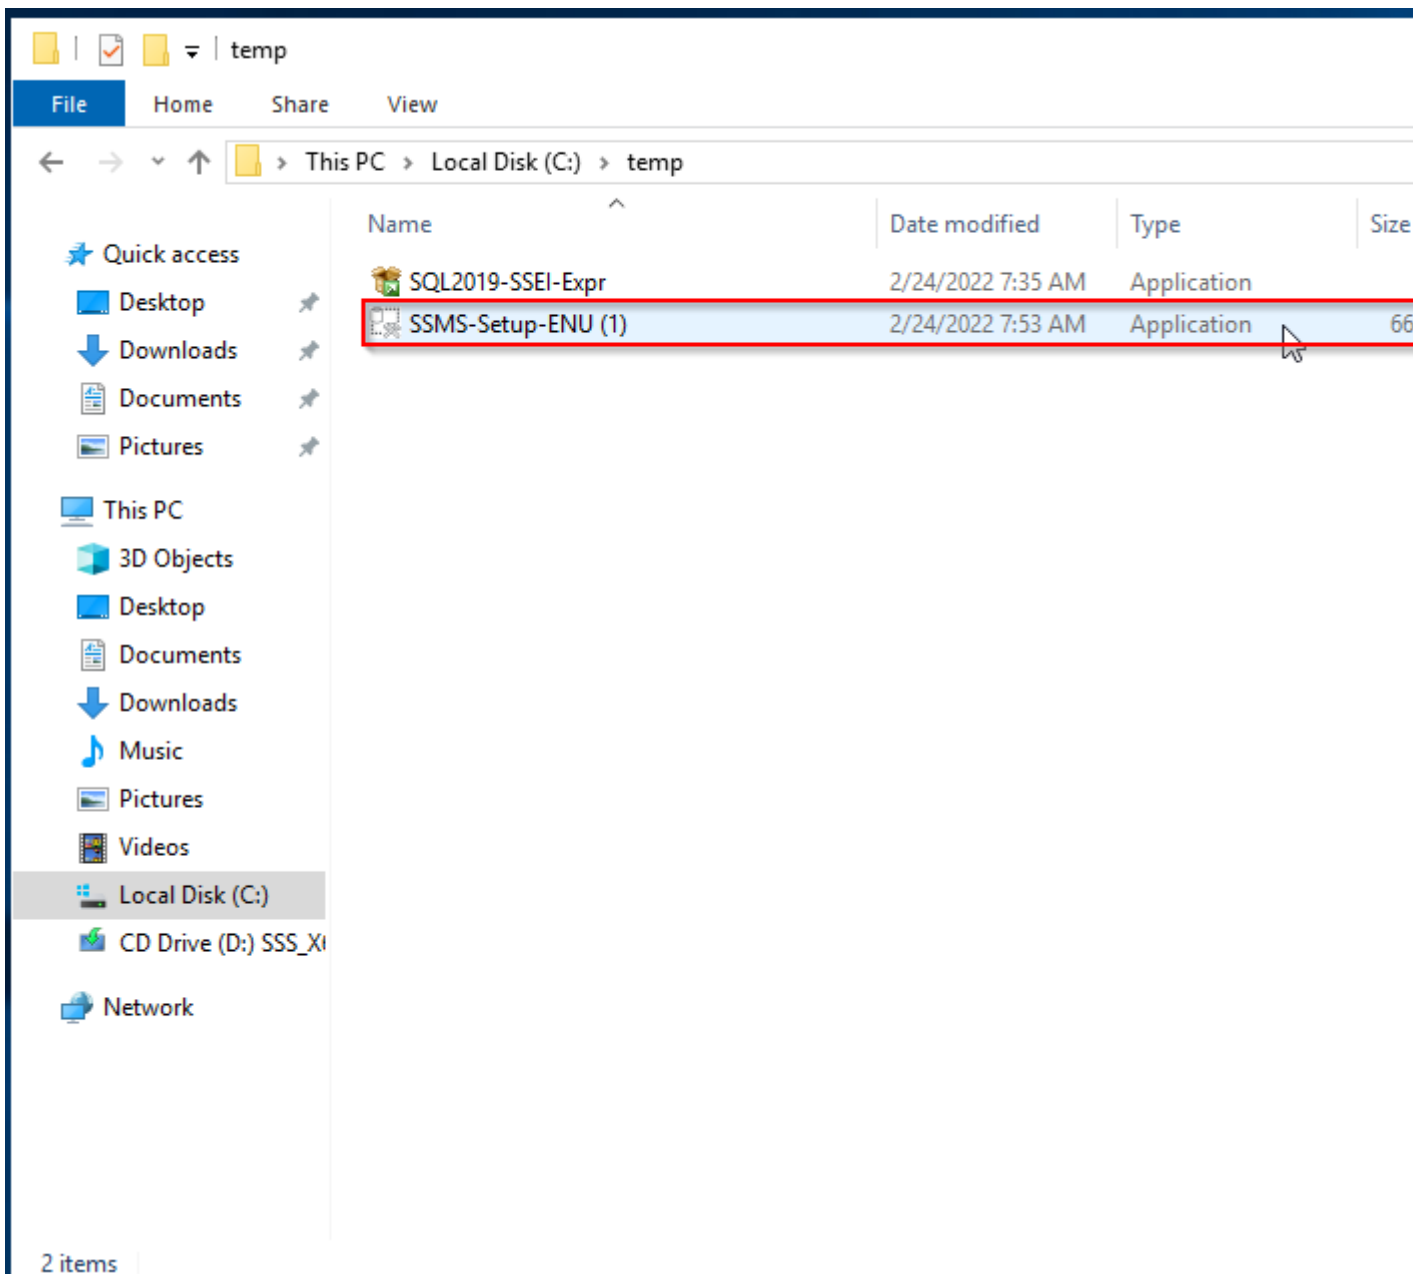 temp
File Home Share View
This PC > Local Disk (C:) > temp
Name Date modified Type Size
Quick access
Desktop
Downloads
Documents
Pictures
This PC
3D Objects
Desktop
Documents
Downloads
Music
Pictures
Videos
Local Disk (C:)
CD Drive (D:) SSS_X
Network
SQL2019-SSEI-Expr 2/24/2022 7:35 AM Application
SSMS-Setup-ENU (1) 2/24/2022 7:53 AM Application 66
2 items